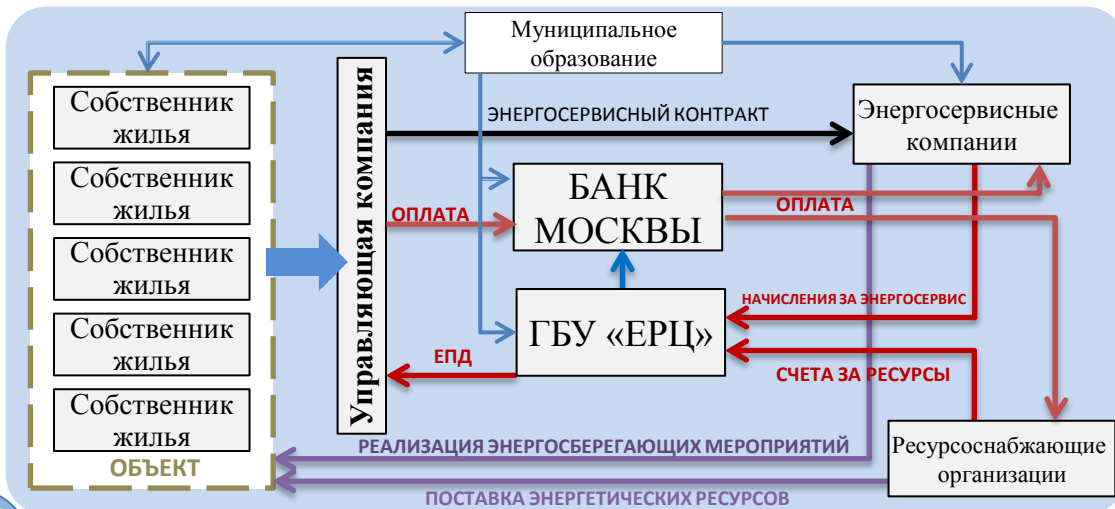 Муниципальное
образование
Собственник
жилья
Собственник
жилья
Собственник
жилья
Собственник
жилья
Собственник
жилья
ОБЪЕКТ
Управляющая компания
ЭНЕРГОСЕРВИСНЫЙ КОНТРАКТ
Энергосервисные
компании
БАНК
МОСКВЫ
ОПЛАТА
ОПЛАТА
НАЧИСЛЕНИЯ ЗА ЭНЕРГОСЕРВИС
ГБУ «ЕРЦ»
ЕПД
СЧЕТА ЗА РЕСУРСЫ
РЕАЛИЗАЦИЯ ЭНЕРГОСБЕРЕГАЮЩИХ МЕРОПРИЯТИЙ
Ресурсоснабжающие
организации
ПОСТАВКА ЭНЕРГЕТИЧЕСКИХ РЕСУРСОВ